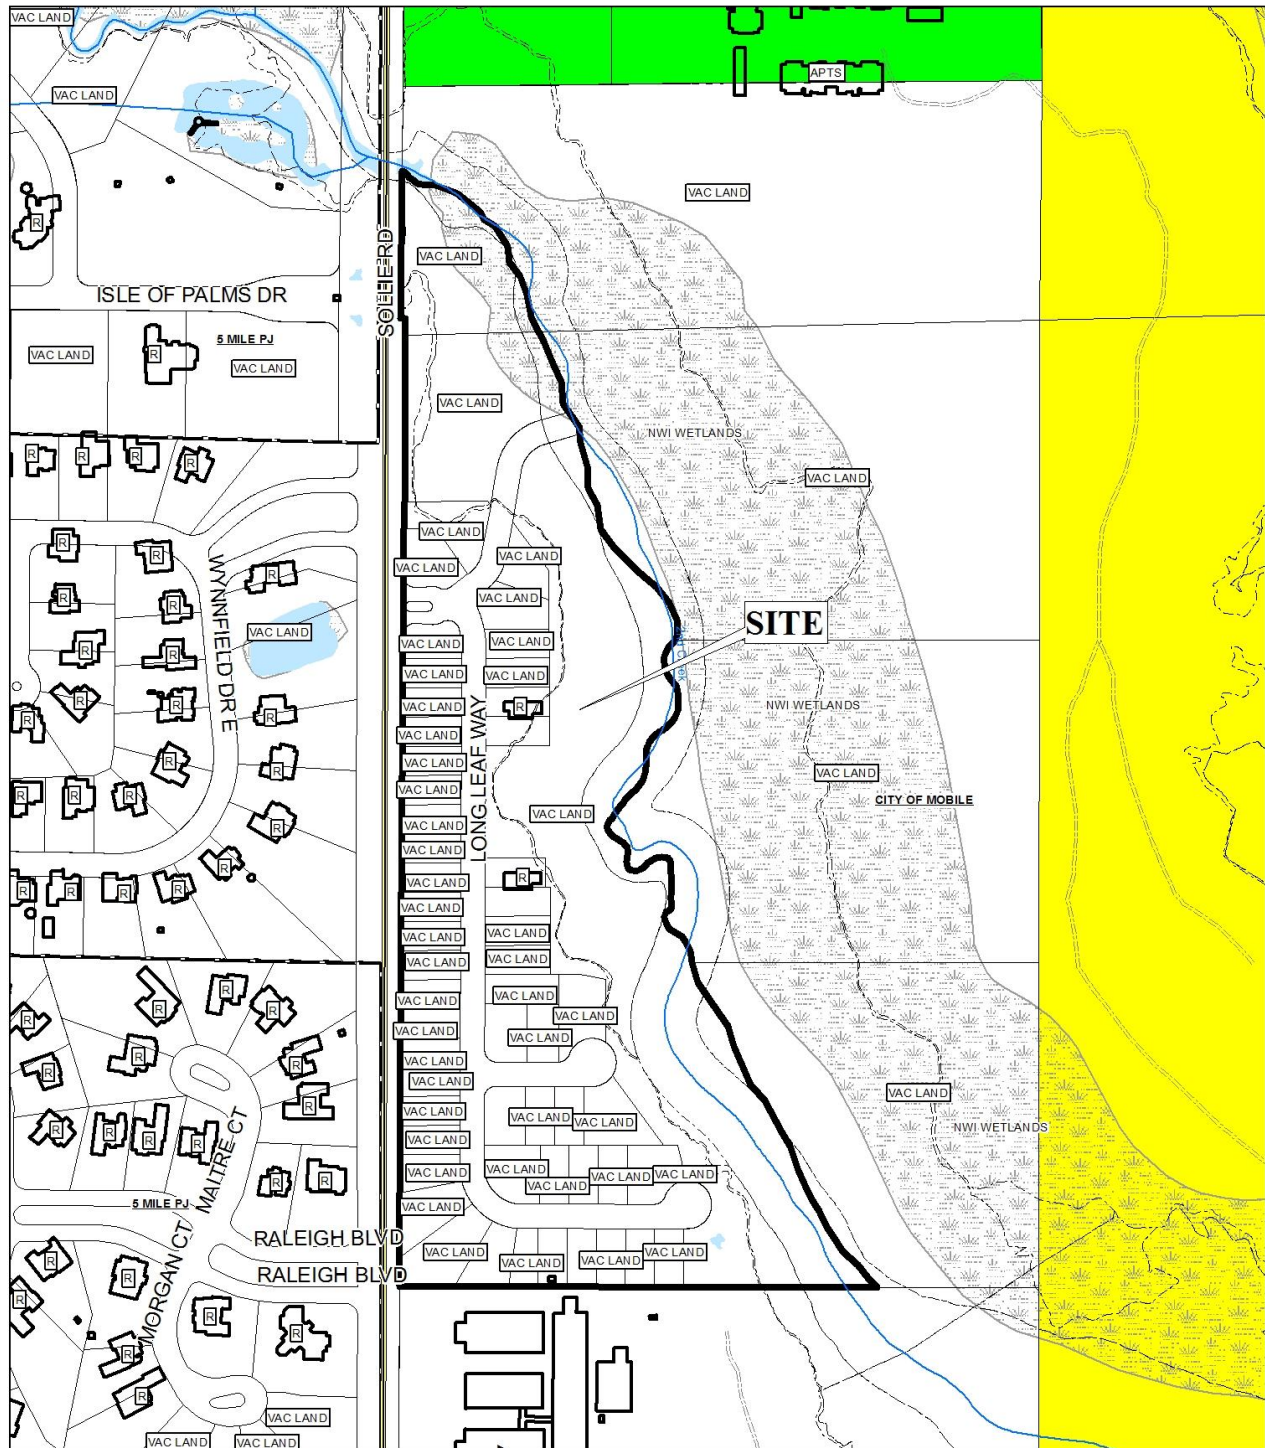 VAC LAND
APTS
VAC LAND
VAC LAND
R
SOLLIE RD
VAC LAND
ISLE OF PALMS DR
5 MILE PJ
R
VAC LAND
VAC LAND
VAC LAND
NWI WETLANDS
R
R
R
R
VAC LAND
VAC LAND
R
R
VAC LAND
VAC LAND
WYNNFIELD DR E
R
R
R
VAC LAND
SITE
VAC LAND
VAC LAND
VAC LAND
R
R
VAC LAND
VAC LAND
R
R
R
R
VAC LAND
R
NWI WETLANDS
LONG LEAF WAY
VAC LAND
R
R
VAC LAND
VAC LAND
VAC LAND
R
R
R
CITY OF MOBILE
VAC LAND
VAC LAND
R
VAC LAND
R
R
R
R
R
VAC LAND
R
VAC LAND
VAC LAND
VAC LAND
VAC LAND
VAC LAND
R
R
R
VAC LAND
VAC LAND
VAC LAND
R
VAC LAND
VAC LAND
R
R
VAC LAND
R
VAC LAND
VAC LAND
R
VAC LAND
VAC LAND
VAC LAND
R
R
R
R
NWI WETLANDS
VAC LAND
MAITRE CT
VAC LAND
VAC LAND
VAC LAND
VAC LAND
R
R
VAC LAND
5 MILE PJ
VAC LAND
RALEIGH BLVD
VAC LAND
VAC LAND
VAC LAND
VAC LAND
R
R
RALEIGH BLVD
MORGAN CT
R
R
R
R
R
VAC LAND
VAC LAND
VAC LAND